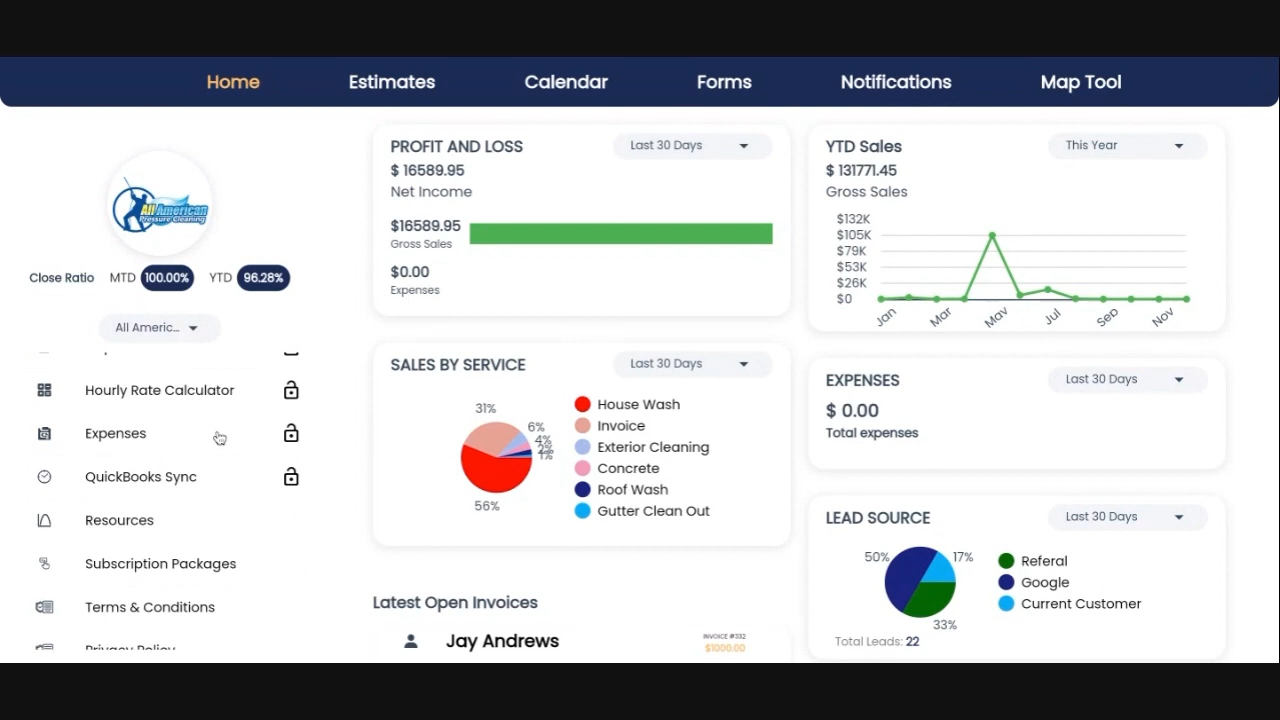 Home
Estimates
Calendar
Forms
Notifications
Map Tool
All American
Pressure Cleaning
Close Ratio MTD 100.00% YTD 96.28%
All Americ...
Hourly Rate Calculator
Expenses
QuickBooks Sync
Resources
Subscription Packages
Terms & Conditions
Privacy Policy
PROFIT AND LOSS
Last 30 Days
$ 16589.95
Net Income
$16589.95
Gross Sales
$0.00
Expenses
SALES BY SERVICE
Last 30 Days
31%
6%
4%
2%
1%
56%
House Wash
Invoice
Exterior Cleaning
Concrete
Roof Wash
Gutter Clean Out
Latest Open Invoices
Jay Andrews
INVOICE #332
$1000.00
YTD Sales
This Year
$ 131771.45
Gross Sales
$132K
$105K
$79K
$53K
$26K
$0
Jan
Mar
May
Jul
Sep
Nov
EXPENSES
Last 30 Days
$ 0.00
Total expenses
LEAD SOURCE
Last 30 Days
50%
17%
33%
Referal
Google
Current Customer
Total Leads: 22